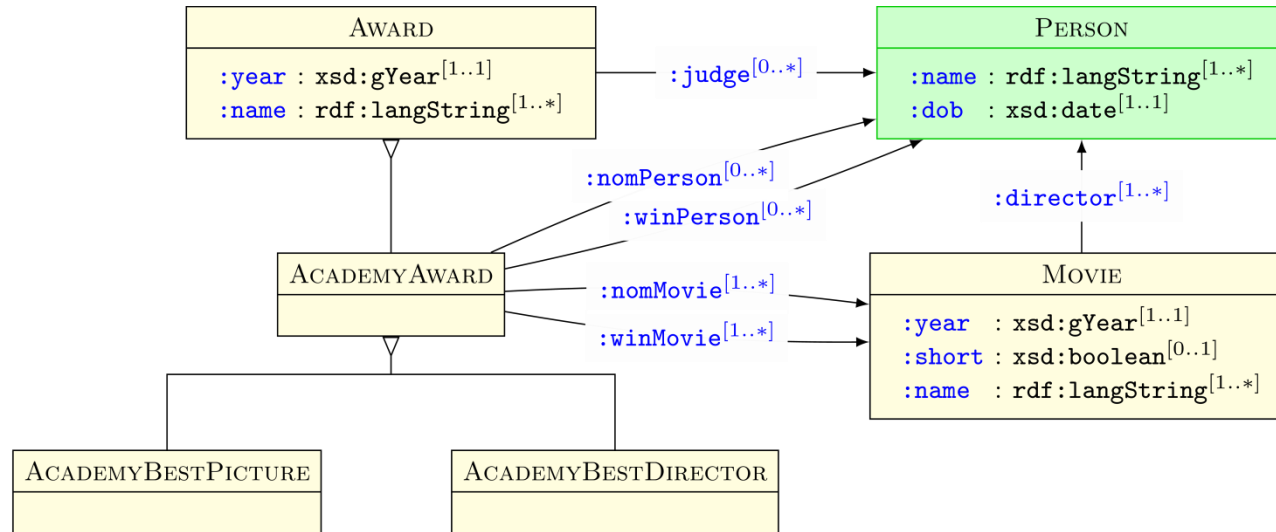 AWARD
:year : xsd:gYear[1..1]
:name : rdf:langString[1..*]
:judge[0..*]
PERSON
:name : rdf:langString[1..*]
:dob : xsd:date[1..1]
:nomPerson[0..*]
:winPerson[0..*]
:director[1..*]
ACADEMYAWARD
:nomMovie[1..*]
:winMovie[1..*]
MOVIE
:year : xsd:gYear[1..1]
:short : xsd:boolean[0..1]
:name : rdf:langString[1..*]
ACADEMYBESTPICTURE
ACADEMYBESTDIRECTOR